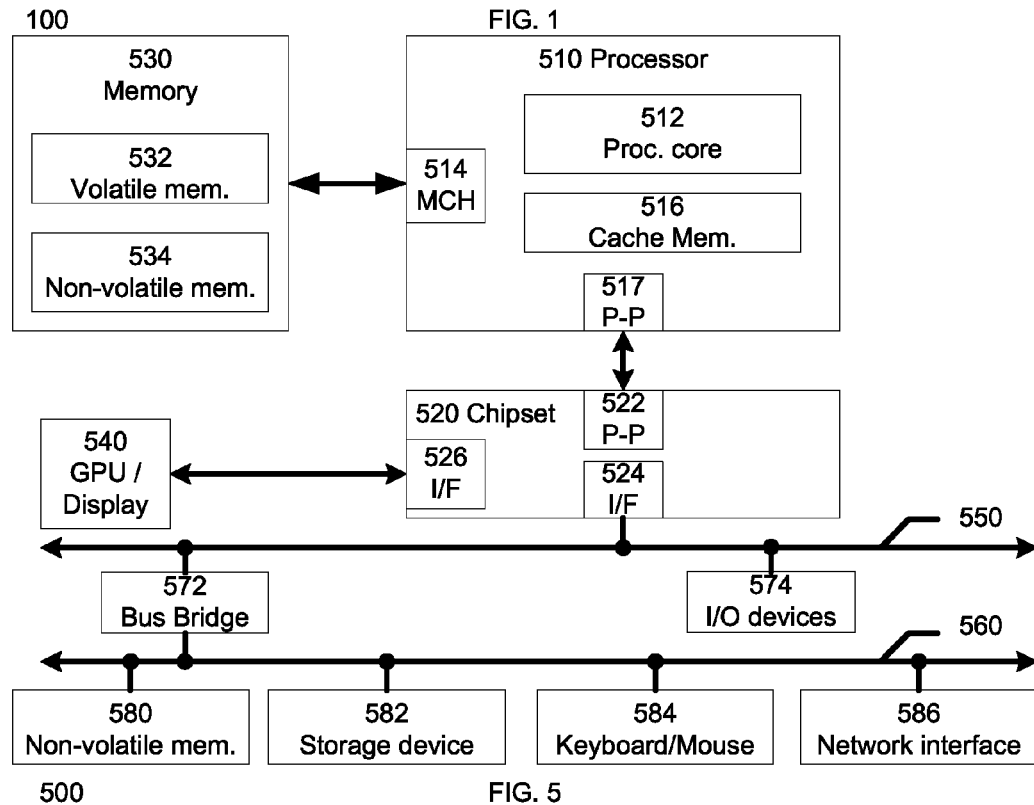 100
FIG. 1
530
Memory
532
Volatile mem.
534
Non-volatile mem.
510 Processor
512
Proc. core
514
MCH
516
Cache Mem.
517
P-P
520 Chipset
522
P-P
526
I/F
524
I/F
540
GPU /
Display
550
572
Bus Bridge
574
I/O devices
560
580
Non-volatile mem.
582
Storage device
584
Keyboard/Mouse
586
Network interface
500
FIG. 5